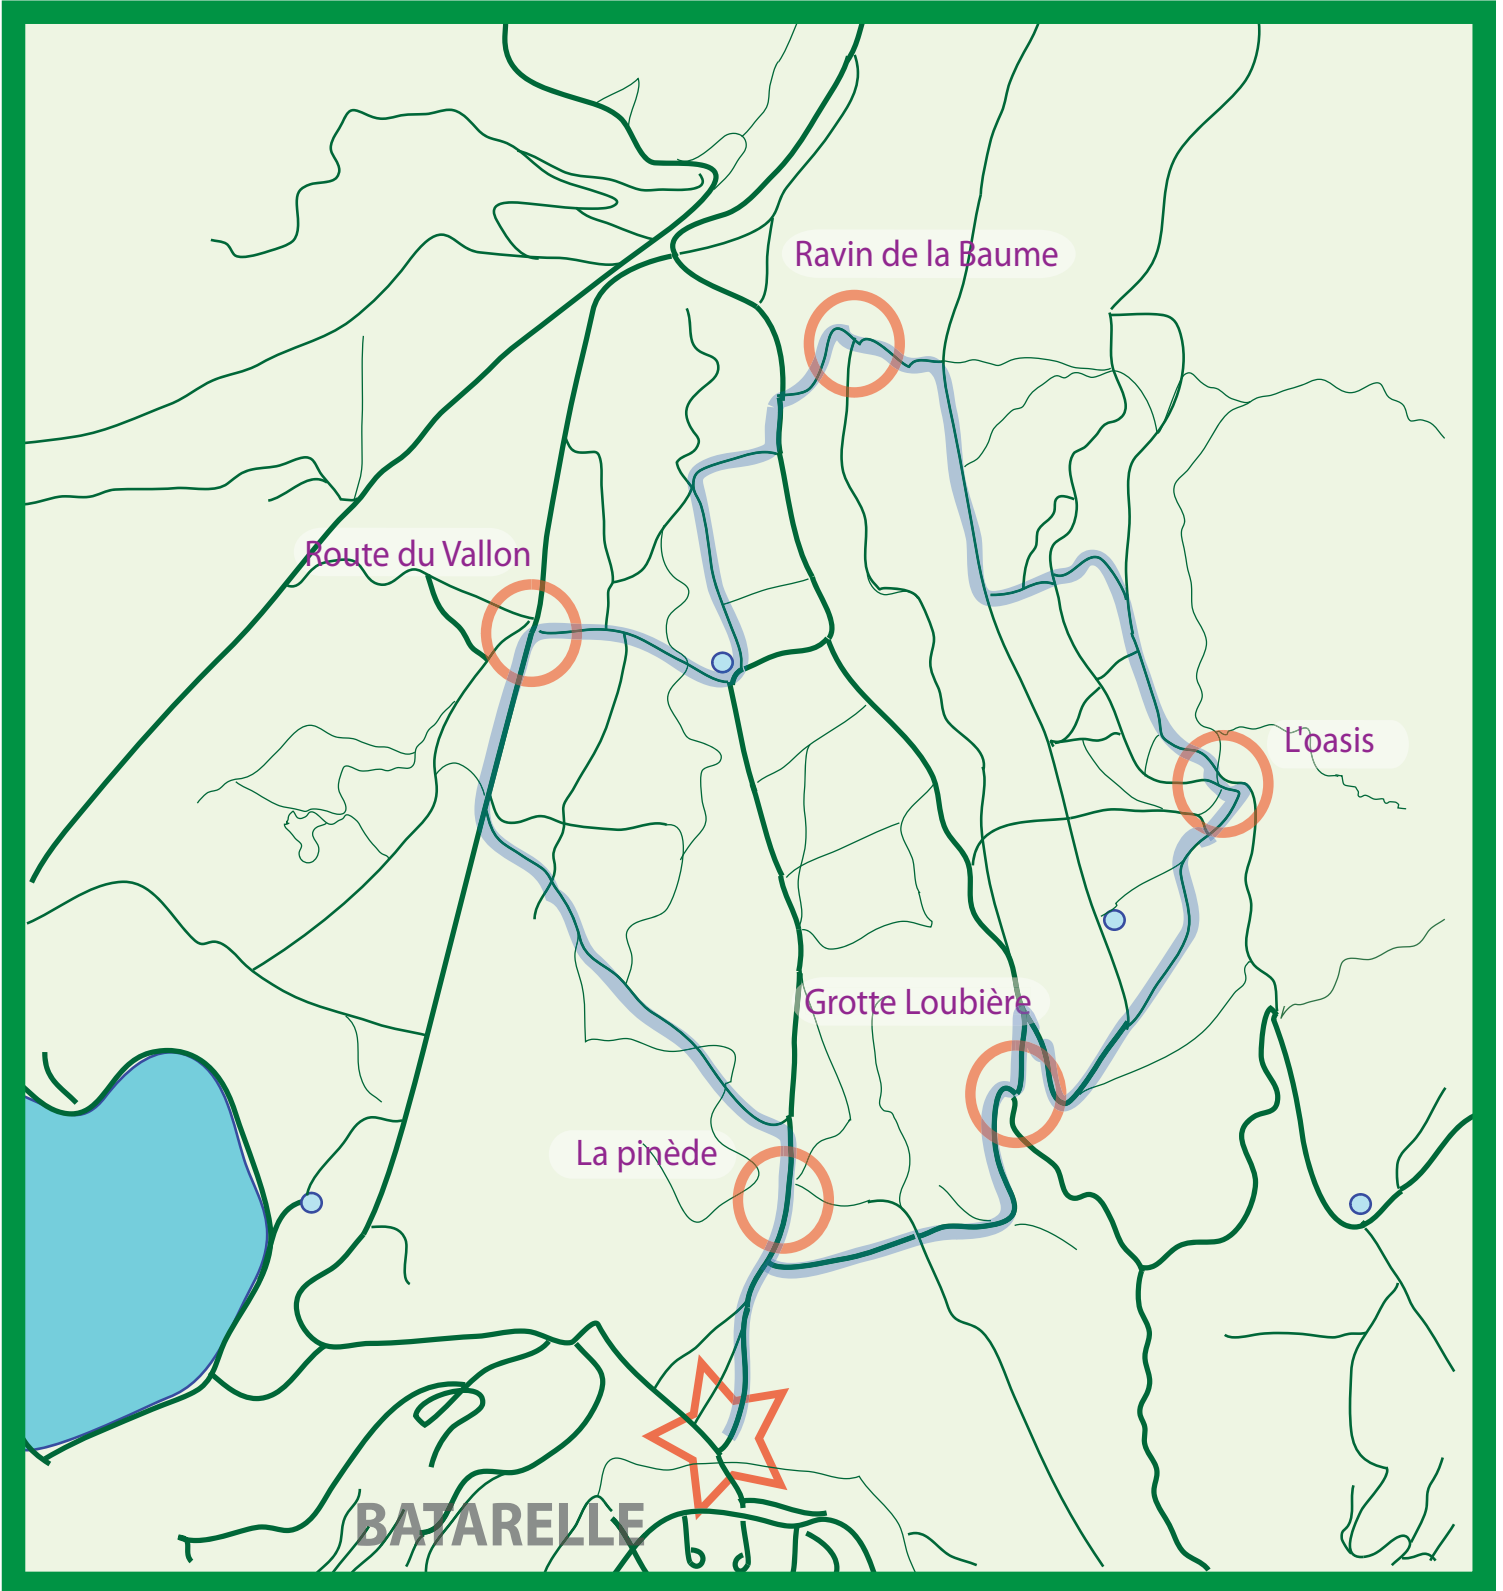 Ravin de la Baume
Route du Vallon
L'oasis
Grotte Loubière
La pinède
BATARELLE